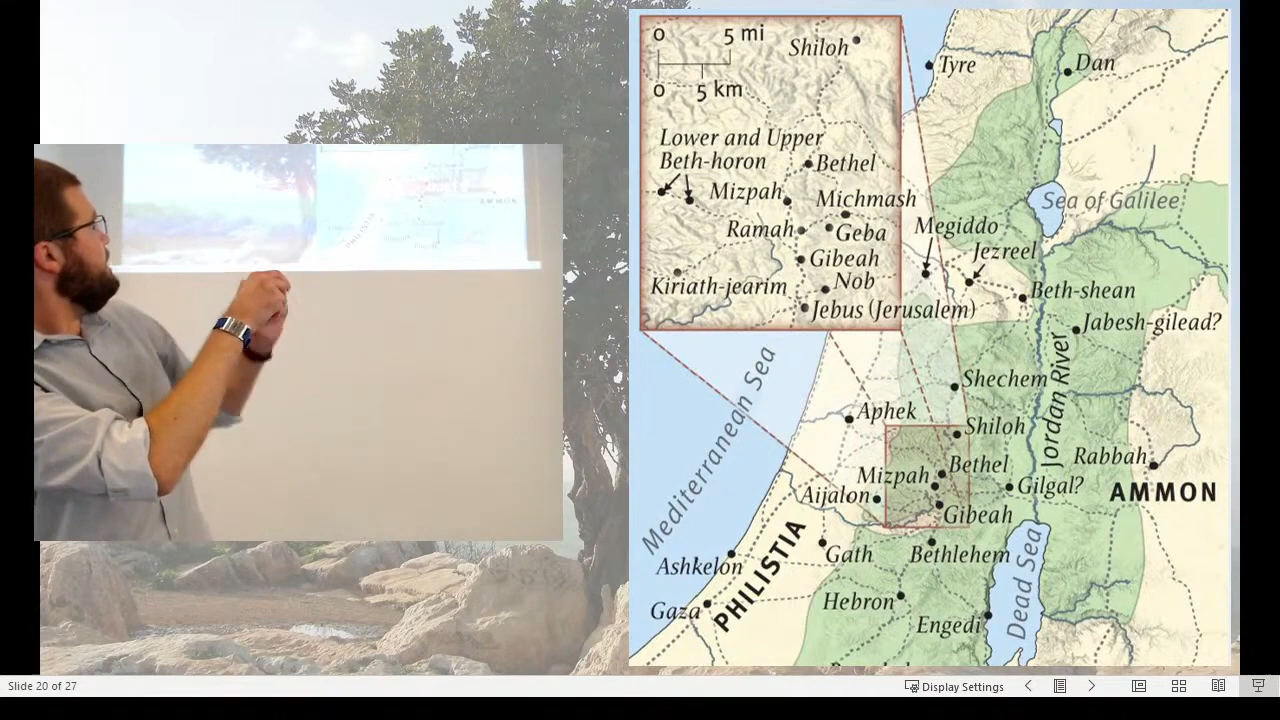 0 5 mi
0 5 km
Shiloh
Lower and Upper
Beth-horon
Bethel
Mizpah
Michmash
Ramah
Geba
Gibeah
Kiriath-jearim
Nob
Jebus (Jerusalem)
Tyre
Dan
Sea of Galilee
Megiddo
Jezreel
Beth-shean
Jabesh-gilead?
Mediterranean Sea
Jordan River
Shechem
Aphek
Shiloh
Bethel
Mizpah
Rabbah
Aijalon
Gilgal?
AMMON
Gibeah
PHILISTIA
Gath
Bethlehem
Ashkelon
Dead Sea
Gaza
Hebron
Engedi
AMMON
PHILISTIA
Slide 20 of 27
Display Settings